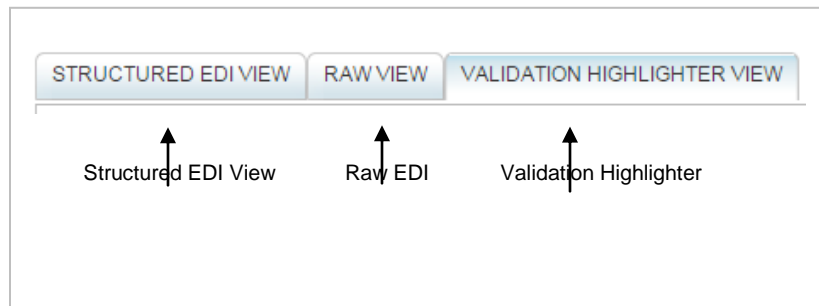 STRUCTURED EDI VIEW RAW VIEW VALIDATION HIGHLIGHTER VIEW
Structured EDI View Raw EDI Validation Highlighter